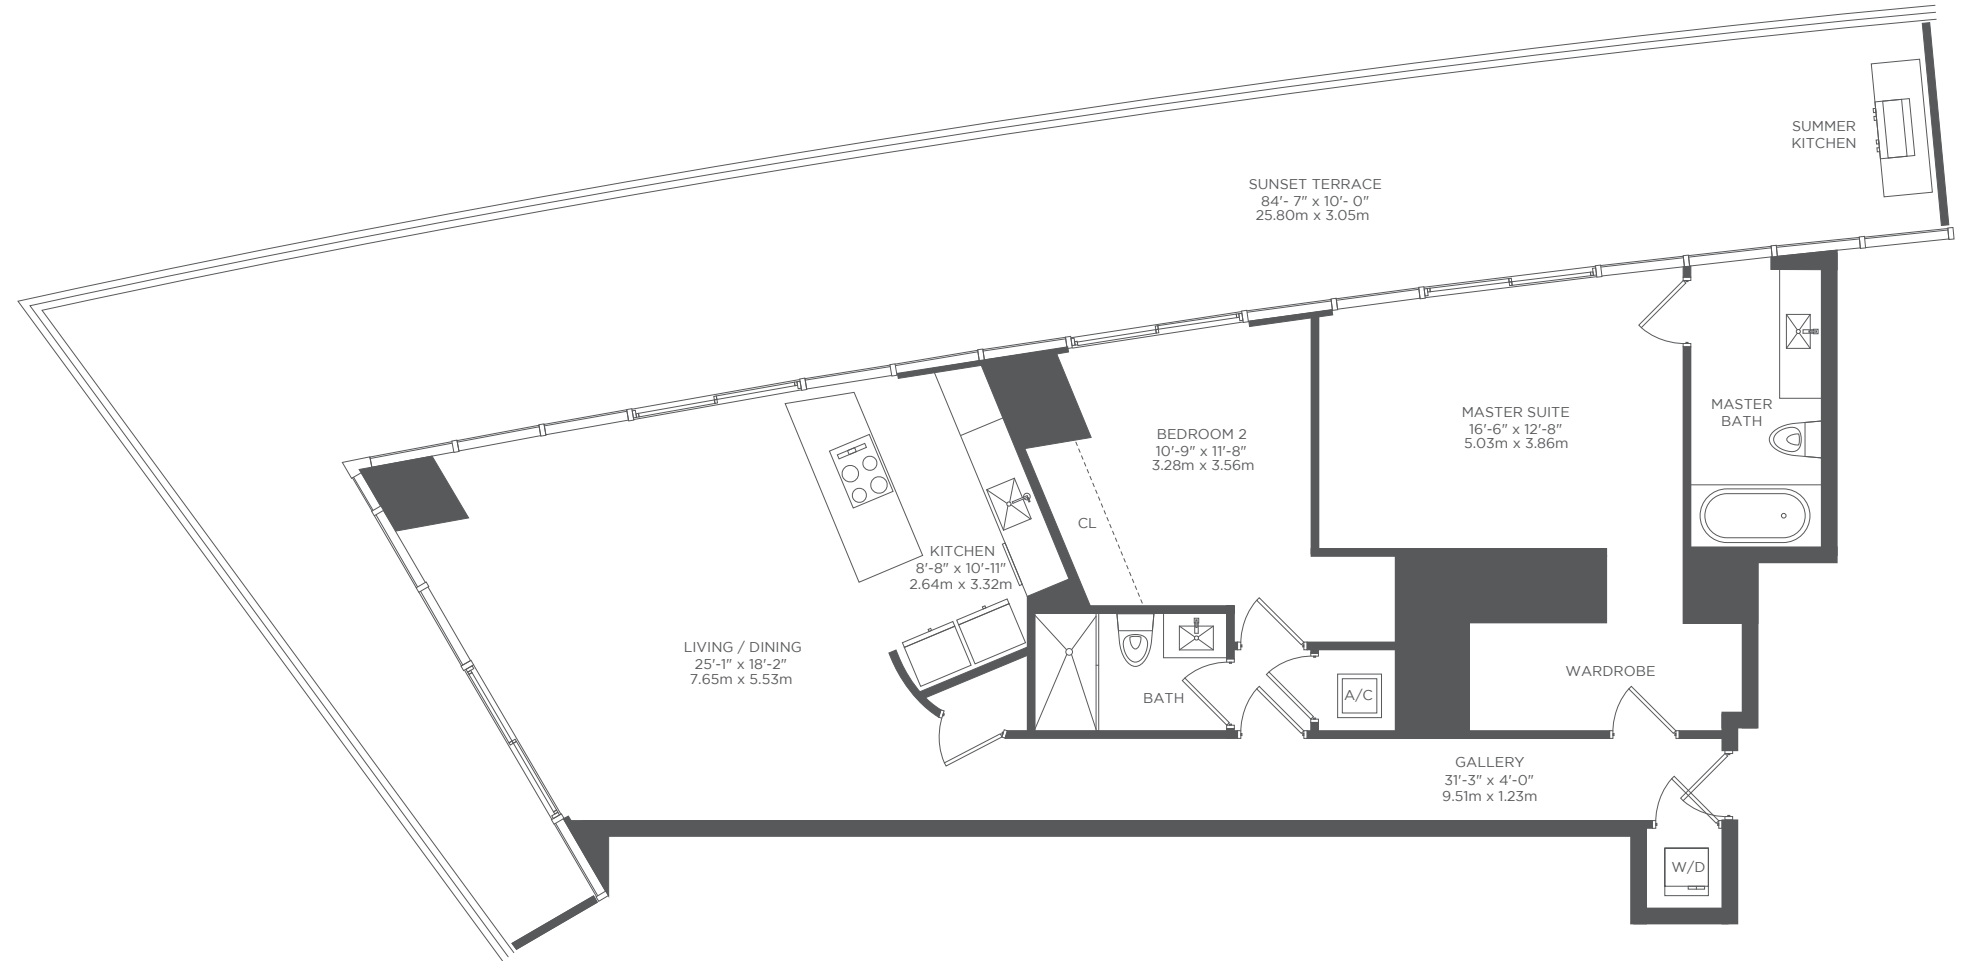 SUMMER
KITCHEN
SUNSET TERRACE
84'- 7" x 10'- 0"
25.80m x 3.05m
MASTER SUITE
16'-6" x 12'-8"
5.03m x 3.86m
MASTER
BATH
BEDROOM 2
10'-9" x 11'-8"
3.28m x 3.56m
CL
KITCHEN
8'-8" x 10'-11"
2.64m x 3.32m
LIVING / DINING
25'-1" x 18'-2"
7.65m x 5.53m
BATH
A/C
WARDROBE
GALLERY
31'-3" x 4'-0"
9.51m x 1.23m
W/D